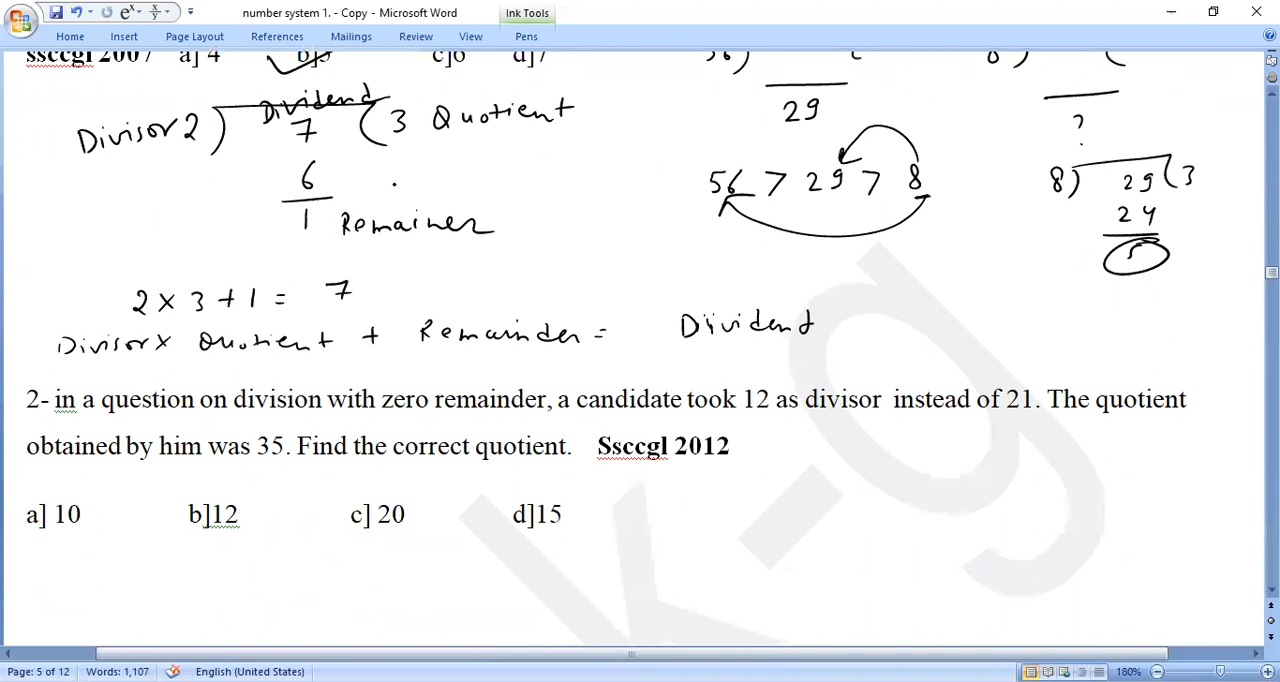 number system 1. - Copy - Microsoft Word
Ink Tools
Home Insert Page Layout References Mailings Review View Pens
ssccgl 2007 a] 4 b]5 c]6 d]7
56) 8)
29 ?
Divisor 2) Dividend 7 (3 Quotient
6
1 Remainer
56 7 29 7 8
8) 29 (3
24
5
2 x 3 + 1 = 7
Divisor x Quotient + Remainder = Dividend
2- in a question on division with zero remainder, a candidate took 12 as divisor instead of 21. The quotient
obtained by him was 35. Find the correct quotient. Ssccgl 2012
a] 10 b]12 c] 20 d]15
k-g
Page: 5 of 12 Words: 1,107 English (United States) 180%